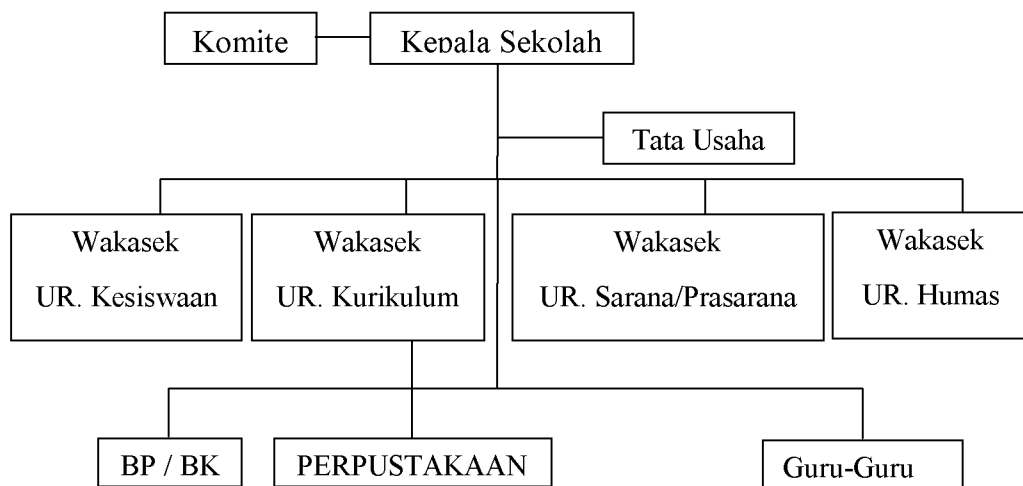 Komite
Kepala Sekolah
Tata Usaha
Wakasek
UR. Kesiswaan
Wakasek
UR. Kurikulum
Wakasek
UR. Sarana/Prasarana
Wakasek
UR. Humas
BP / BK
PERPUSTAKAAN
Guru-Guru